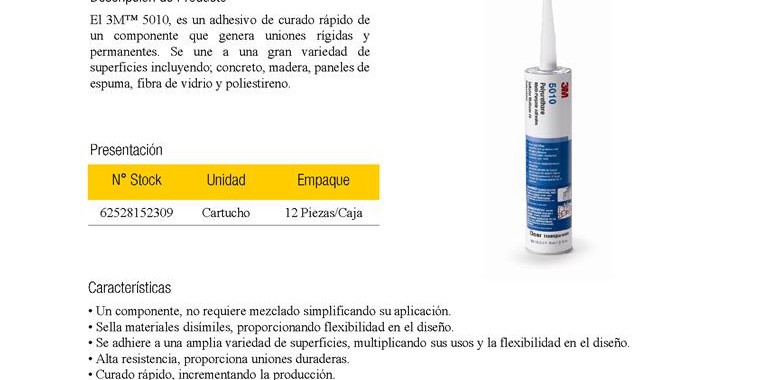 Descripción de Producto
El 3M™ 5010, es un adhesivo de curado rápido de
un componente que genera uniones rígidas y
permanentes. Se une a una gran variedad de
superficies incluyendo; concreto, madera, paneles de
espuma, fibra de vidrio y poliestireno.
3M
5010
Polyurethane
Clear
Presentación
N° Stock Unidad Empaque
62528152309 Cartucho 12 Piezas/Caja
Características
• Un componente, no requiere mezclado simplificando su aplicación.
• Sella materiales disímiles, proporcionando flexibilidad en el diseño.
• Se adhiere a una amplia variedad de superficies, multiplicando sus usos y la flexibilidad en el diseño.
• Alta resistencia, proporciona uniones duraderas.
• Curado rápido, incrementando la producción.